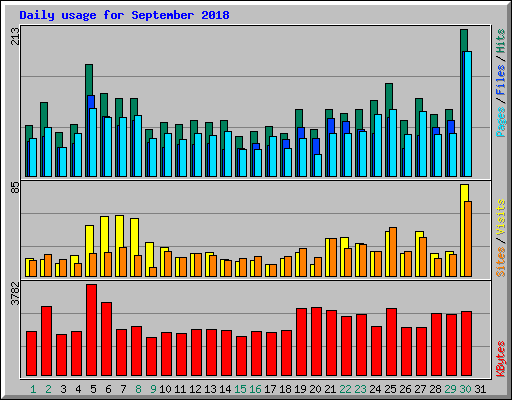 Daily usage for September 2018
213
Pages / Files / Hits
85
Sites / Visits
3782
KBytes
1 2 3 4 5 6 7 8 9 10 11 12 13 14 15 16 17 18 19 20 21 22 23 24 25 26 27 28 29 30 31